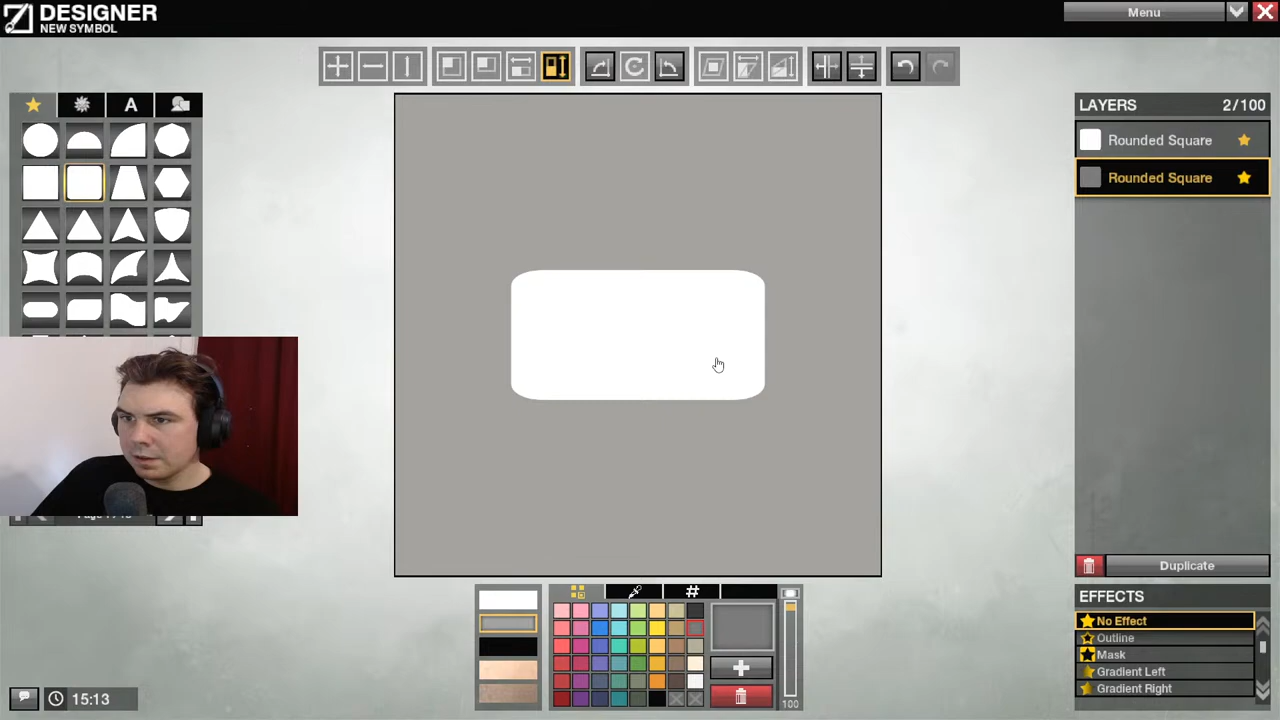 DESIGNER
NEW SYMBOL
Menu
A
LAYERS 2/100
Rounded Square
Rounded Square
Duplicate
EFFECTS
No Effect
Outline
Mask
Gradient Left
Gradient Right
#
100
15:13